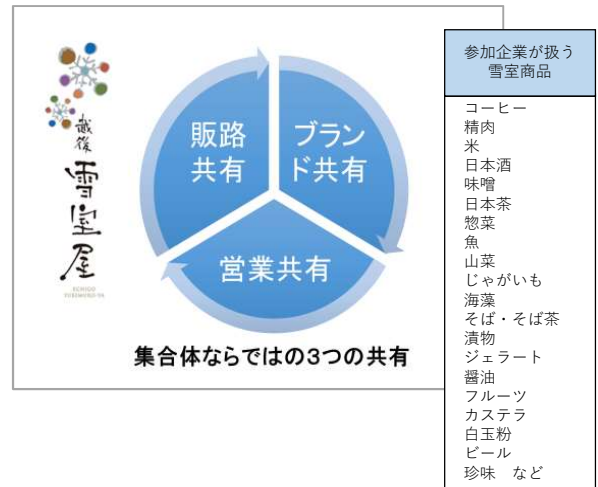 越後
雪室屋
ECHIGO
YUKIMURO-YA
販路
共有
ブラン
ド共有
営業共有
集合体ならではの3つの共有
参加企業が扱う
雪室商品
コーヒー
精肉
米
日本酒
味噌
日本茶
惣菜
魚
山菜
じゃがいも
海藻
そば・そば茶
漬物
ジェラート
醤油
フルーツ
カステラ
白玉粉
ビール
珍味　など